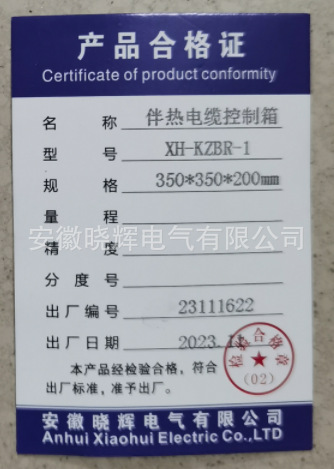 产品合格证
Certificate of product conformity
名 称 伴热电缆控制箱
型 号 XH-KZBR-1
规 格 350*350*200mm
量 程
安徽晓辉电气有限公司
精 度
分 度 号
出厂编号 23111622
出厂日期 2023.11
检验合格章
(02)
本产品经检验合格，符合
出厂标准，准予出厂。
安徽晓辉电气有限公司
Anhui Xiaohui Electric Co.,LTD